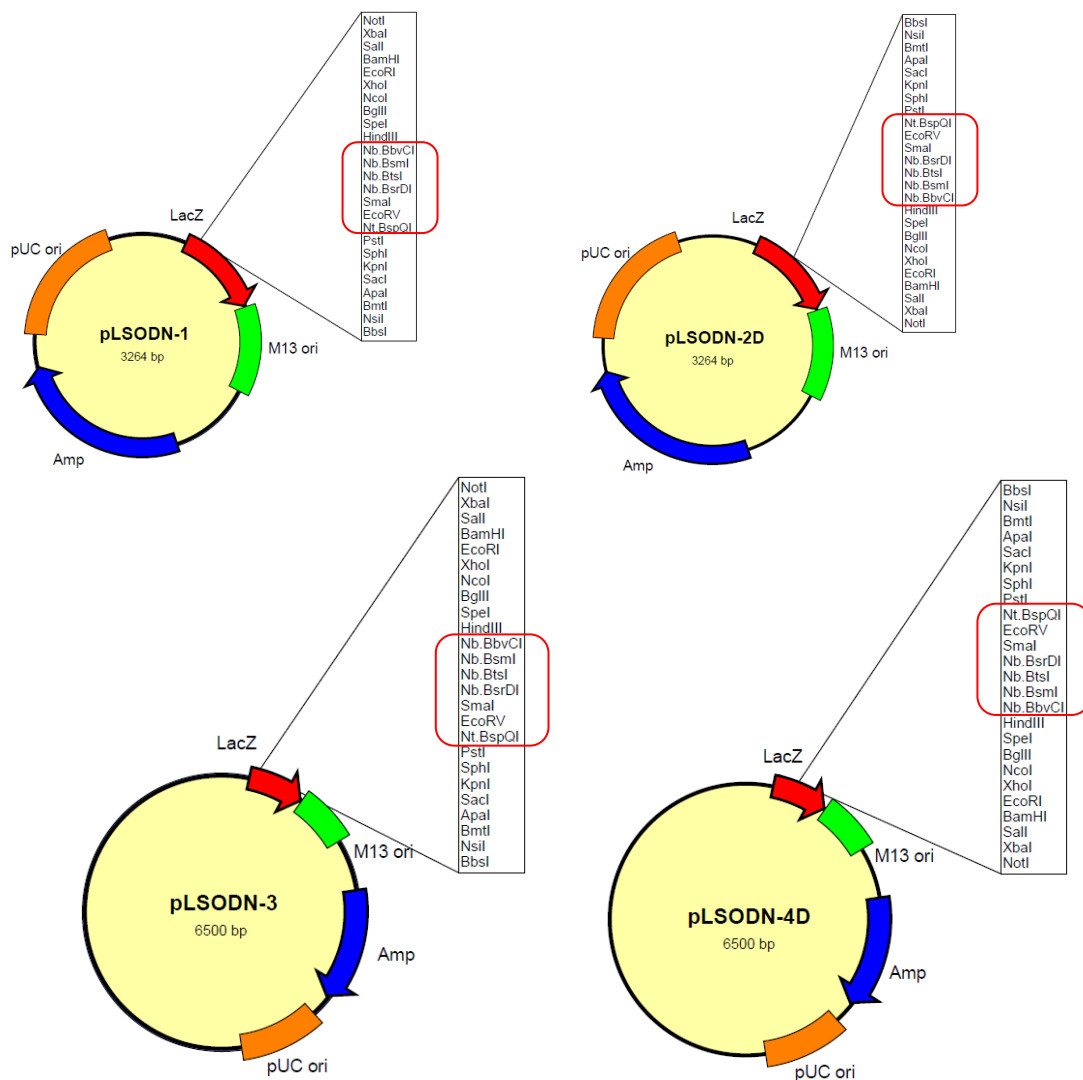 NotI
XbaI
SalI
BamHI
EcoRI
XhoI
NcoI
BglII
SpeI
HindIII
Nb.BbvCI
Nb.BsmI
Nb.BtsI
Nb.BsrDI
SmaI
EcoRV
Nt.BspQI
PstI
SphI
KpnI
SacI
ApaI
BmtI
NsiI
BbsI
LacZ
pUC ori
pLSODN-1
3264 bp
M13 ori
Amp
BbsI
NsiI
BmtI
ApaI
SacI
KpnI
SphI
PstI
Nt.BspQI
EcoRV
SmaI
Nb.BsrDI
Nb.BtsI
Nb.BsmI
Nb.BbvCI
HindIII
SpeI
BglII
NcoI
XhoI
EcoRI
BamHI
SalI
XbaI
NotI
LacZ
pUC ori
pLSODN-2D
3264 bp
M13 ori
Amp
NotI
XbaI
SalI
BamHI
EcoRI
XhoI
NcoI
BglII
SpeI
HindIII
Nb.BbvCI
Nb.BsmI
Nb.BtsI
Nb.BsrDI
SmaI
EcoRV
Nt.BspQI
PstI
SphI
KpnI
SacI
ApaI
BmtI
NsiI
BbsI
LacZ
M13 ori
pLSODN-3
6500 bp
Amp
pUC ori
BbsI
NsiI
BmtI
ApaI
SacI
KpnI
SphI
PstI
Nt.BspQI
EcoRV
SmaI
Nb.BsrDI
Nb.BtsI
Nb.BsmI
Nb.BbvCI
HindIII
SpeI
BglII
NcoI
XhoI
EcoRI
BamHI
SalI
XbaI
NotI
LacZ
M13 ori
pLSODN-4D
6500 bp
Amp
pUC ori